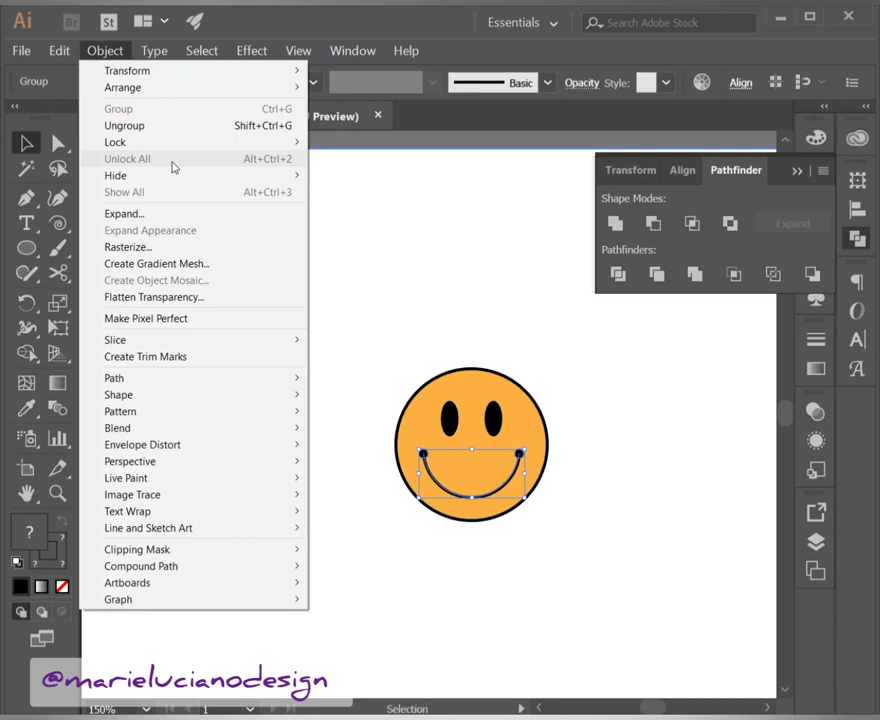 Ai Br St Essentials Search Adobe Stock
File Edit Object Type Select Effect View Window Help
Group Basic Opacity Style: Align
Preview)
Transform
Arrange
Group Ctrl+G
Ungroup Shift+Ctrl+G
Lock
Unlock All Alt+Ctrl+2
Hide
Show All Alt+Ctrl+3
Expand...
Expand Appearance
Rasterize...
Create Gradient Mesh...
Create Object Mosaic...
Flatten Transparency...
Make Pixel Perfect
Slice
Create Trim Marks
Path
Shape
Pattern
Blend
Envelope Distort
Perspective
Live Paint
Image Trace
Text Wrap
Line and Sketch Art
Clipping Mask
Compound Path
Artboards
Graph
Transform Align Pathfinder
Shape Modes:
Expand
Pathfinders:
@marielucianodesign
150% 1 Selection